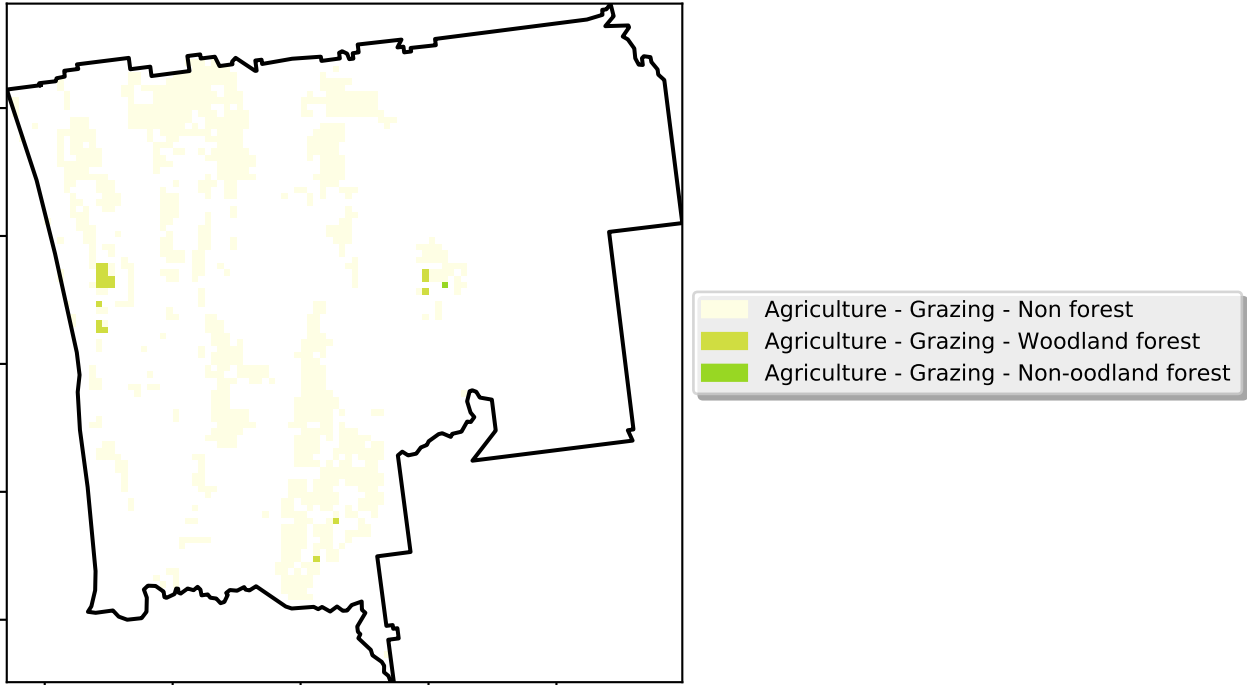 Agriculture - Grazing - Non forest
Agriculture - Grazing - Woodland forest
Agriculture - Grazing - Non-oodland forest